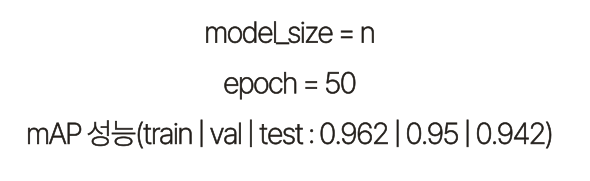 model_size = n
epoch = 50
mAP 성능(train | val | test : 0.962 | 0.95 | 0.942)